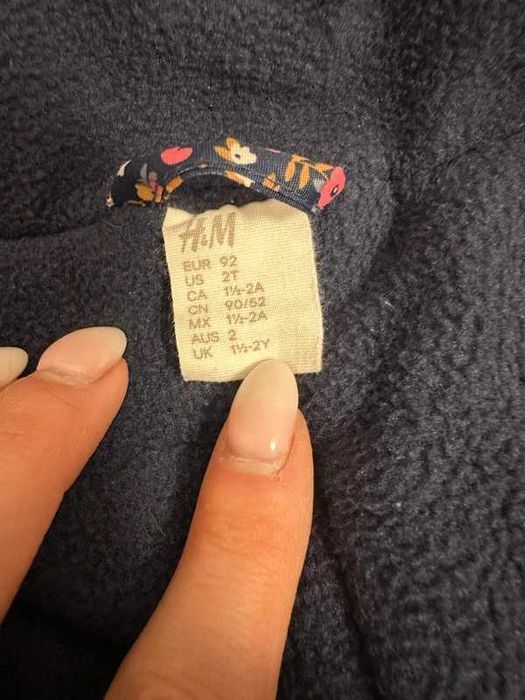 H&M
EUR 92
US 2T
CA 1½-2A
CN 90/52
MX 1½-2A
AUS 2
UK 1½-2Y